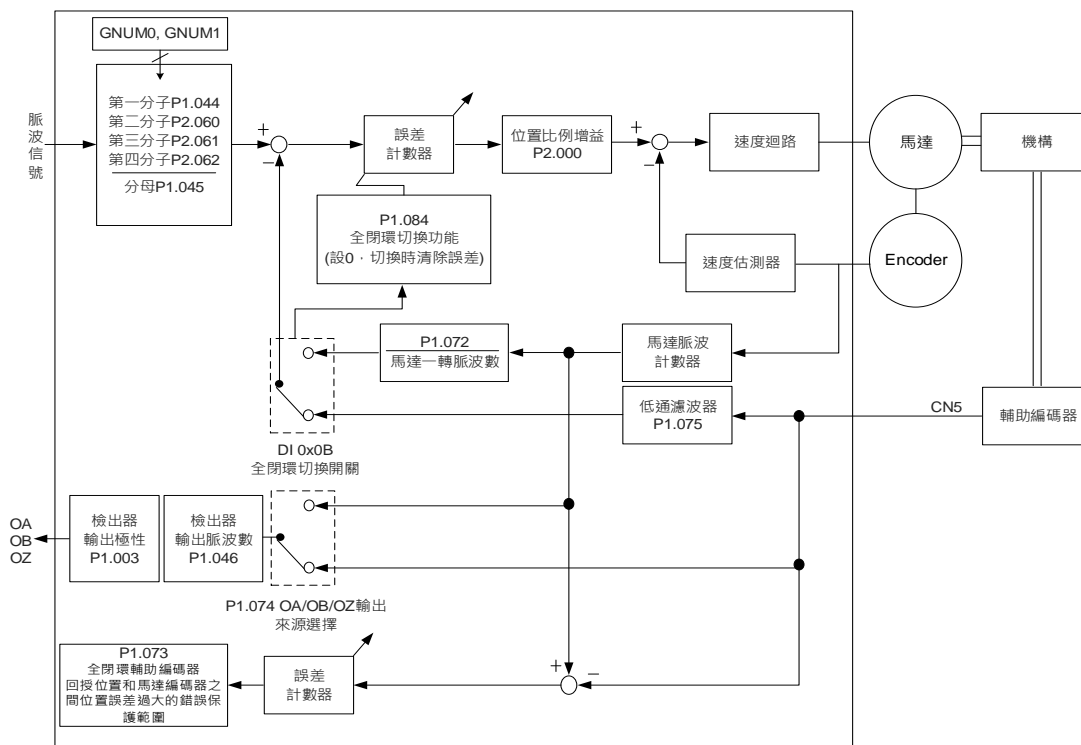 GNUM0, GNUM1
脈
波
信
號
第一分子P1.044
第二分子P2.060
第三分子P2.061
第四分子P2.062
分母P1.045
+
−
誤差
計數器
位置比例增益
P2.000
+
−
速度迴路
馬達
機構
P1.084
全閉環切換功能
(設0，切換時清除誤差)
速度估測器
Encoder
P1.072
馬達一轉脈波數
馬達脈波
計數器
低通濾波器
P1.075
CN5
輔助編碼器
DI 0x0B
全閉環切換開關
OA
OB
OZ
檢出器
輸出極性
P1.003
檢出器
輸出脈波數
P1.046
P1.074 OA/OB/OZ輸出
來源選擇
P1.073
全閉環輔助編碼器
回授位置和馬達編碼器之
間位置誤差過大的錯誤保
護範圍
誤差
計數器
+
−